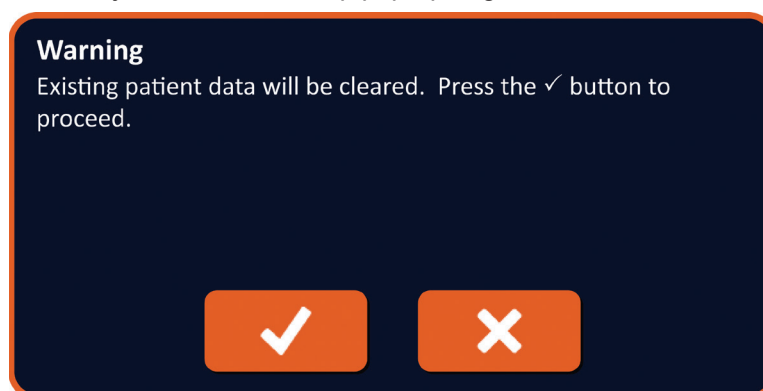 Warning
Existing patient data will be cleared.  Press the ✓ button to
proceed.